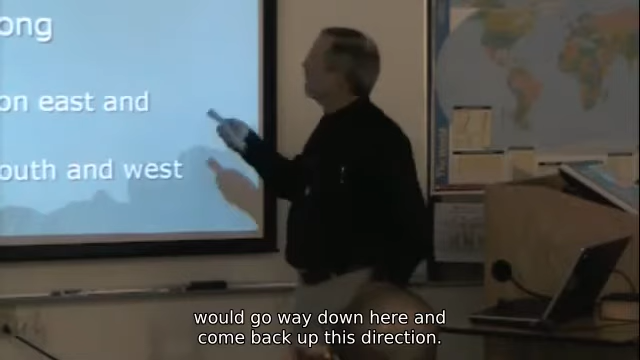 ong
on east and
outh and west
would go way down here and
come back up this direction.